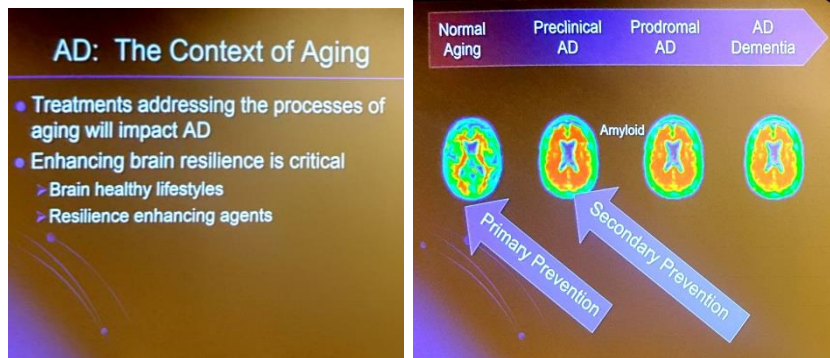 AD: The Context of Aging
Treatments addressing the processes of
aging will impact AD
Enhancing brain resilience is critical
Brain healthy lifestyles
Resilience enhancing agents
Normal
Aging
Preclinical
AD
Prodromal
AD
AD
Dementia
Amyloid
Primary Prevention
Secondary Prevention